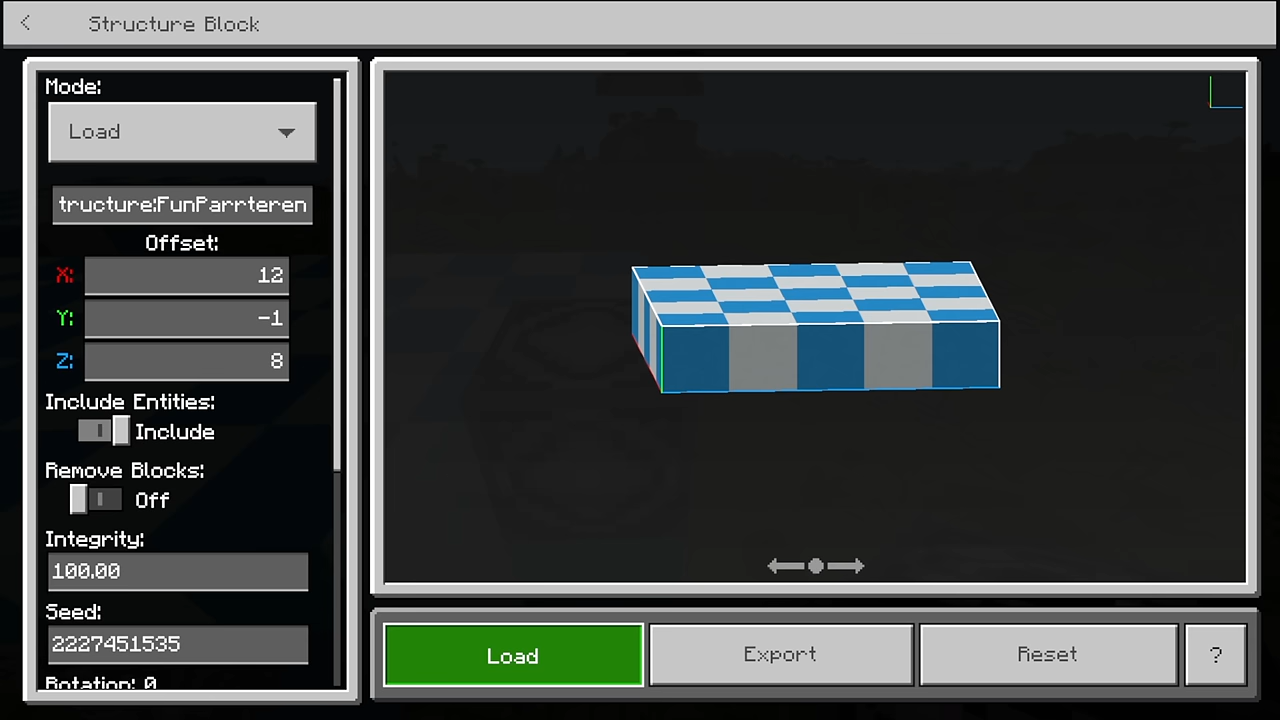 Structure Block
Mode:
Load
tructure:FunParrteren
Offset:
X: 12
Y: -1
Z: 8
Include Entities:
Include
Remove Blocks:
Off
Integrity:
100.00
Seed:
2227451535
Rotation: 0
Load
Export
Reset
?